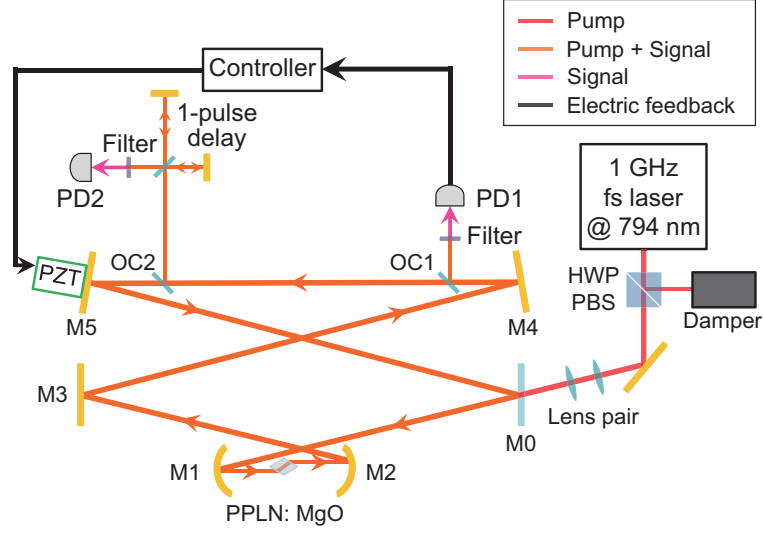 Controller
Pump
Pump + Signal
Signal
Electric feedback
1-pulse
delay
Filter
PD2
PD1
Filter
1 GHz
fs laser
@ 794 nm
HWP
PBS
Damper
PZT
OC2
OC1
M5
M4
M3
Lens pair
M0
M1
M2
PPLN: MgO